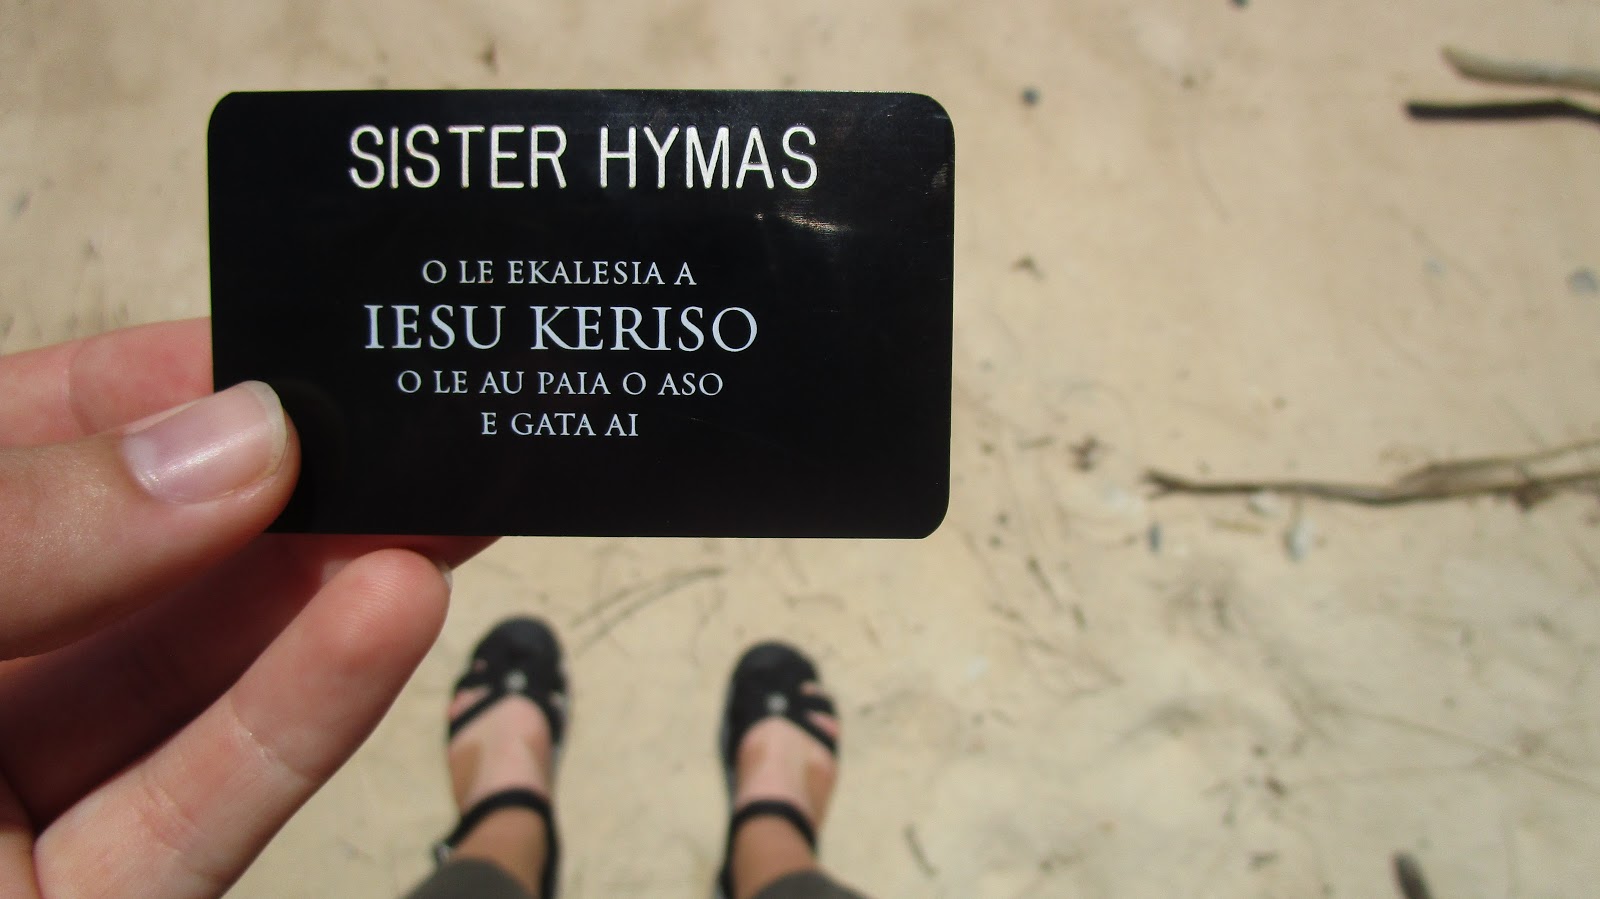 SISTER HYMAS
O LE EKALESIA A
IESU KERISO
O LE AU PAIA O ASO
E GATA AI